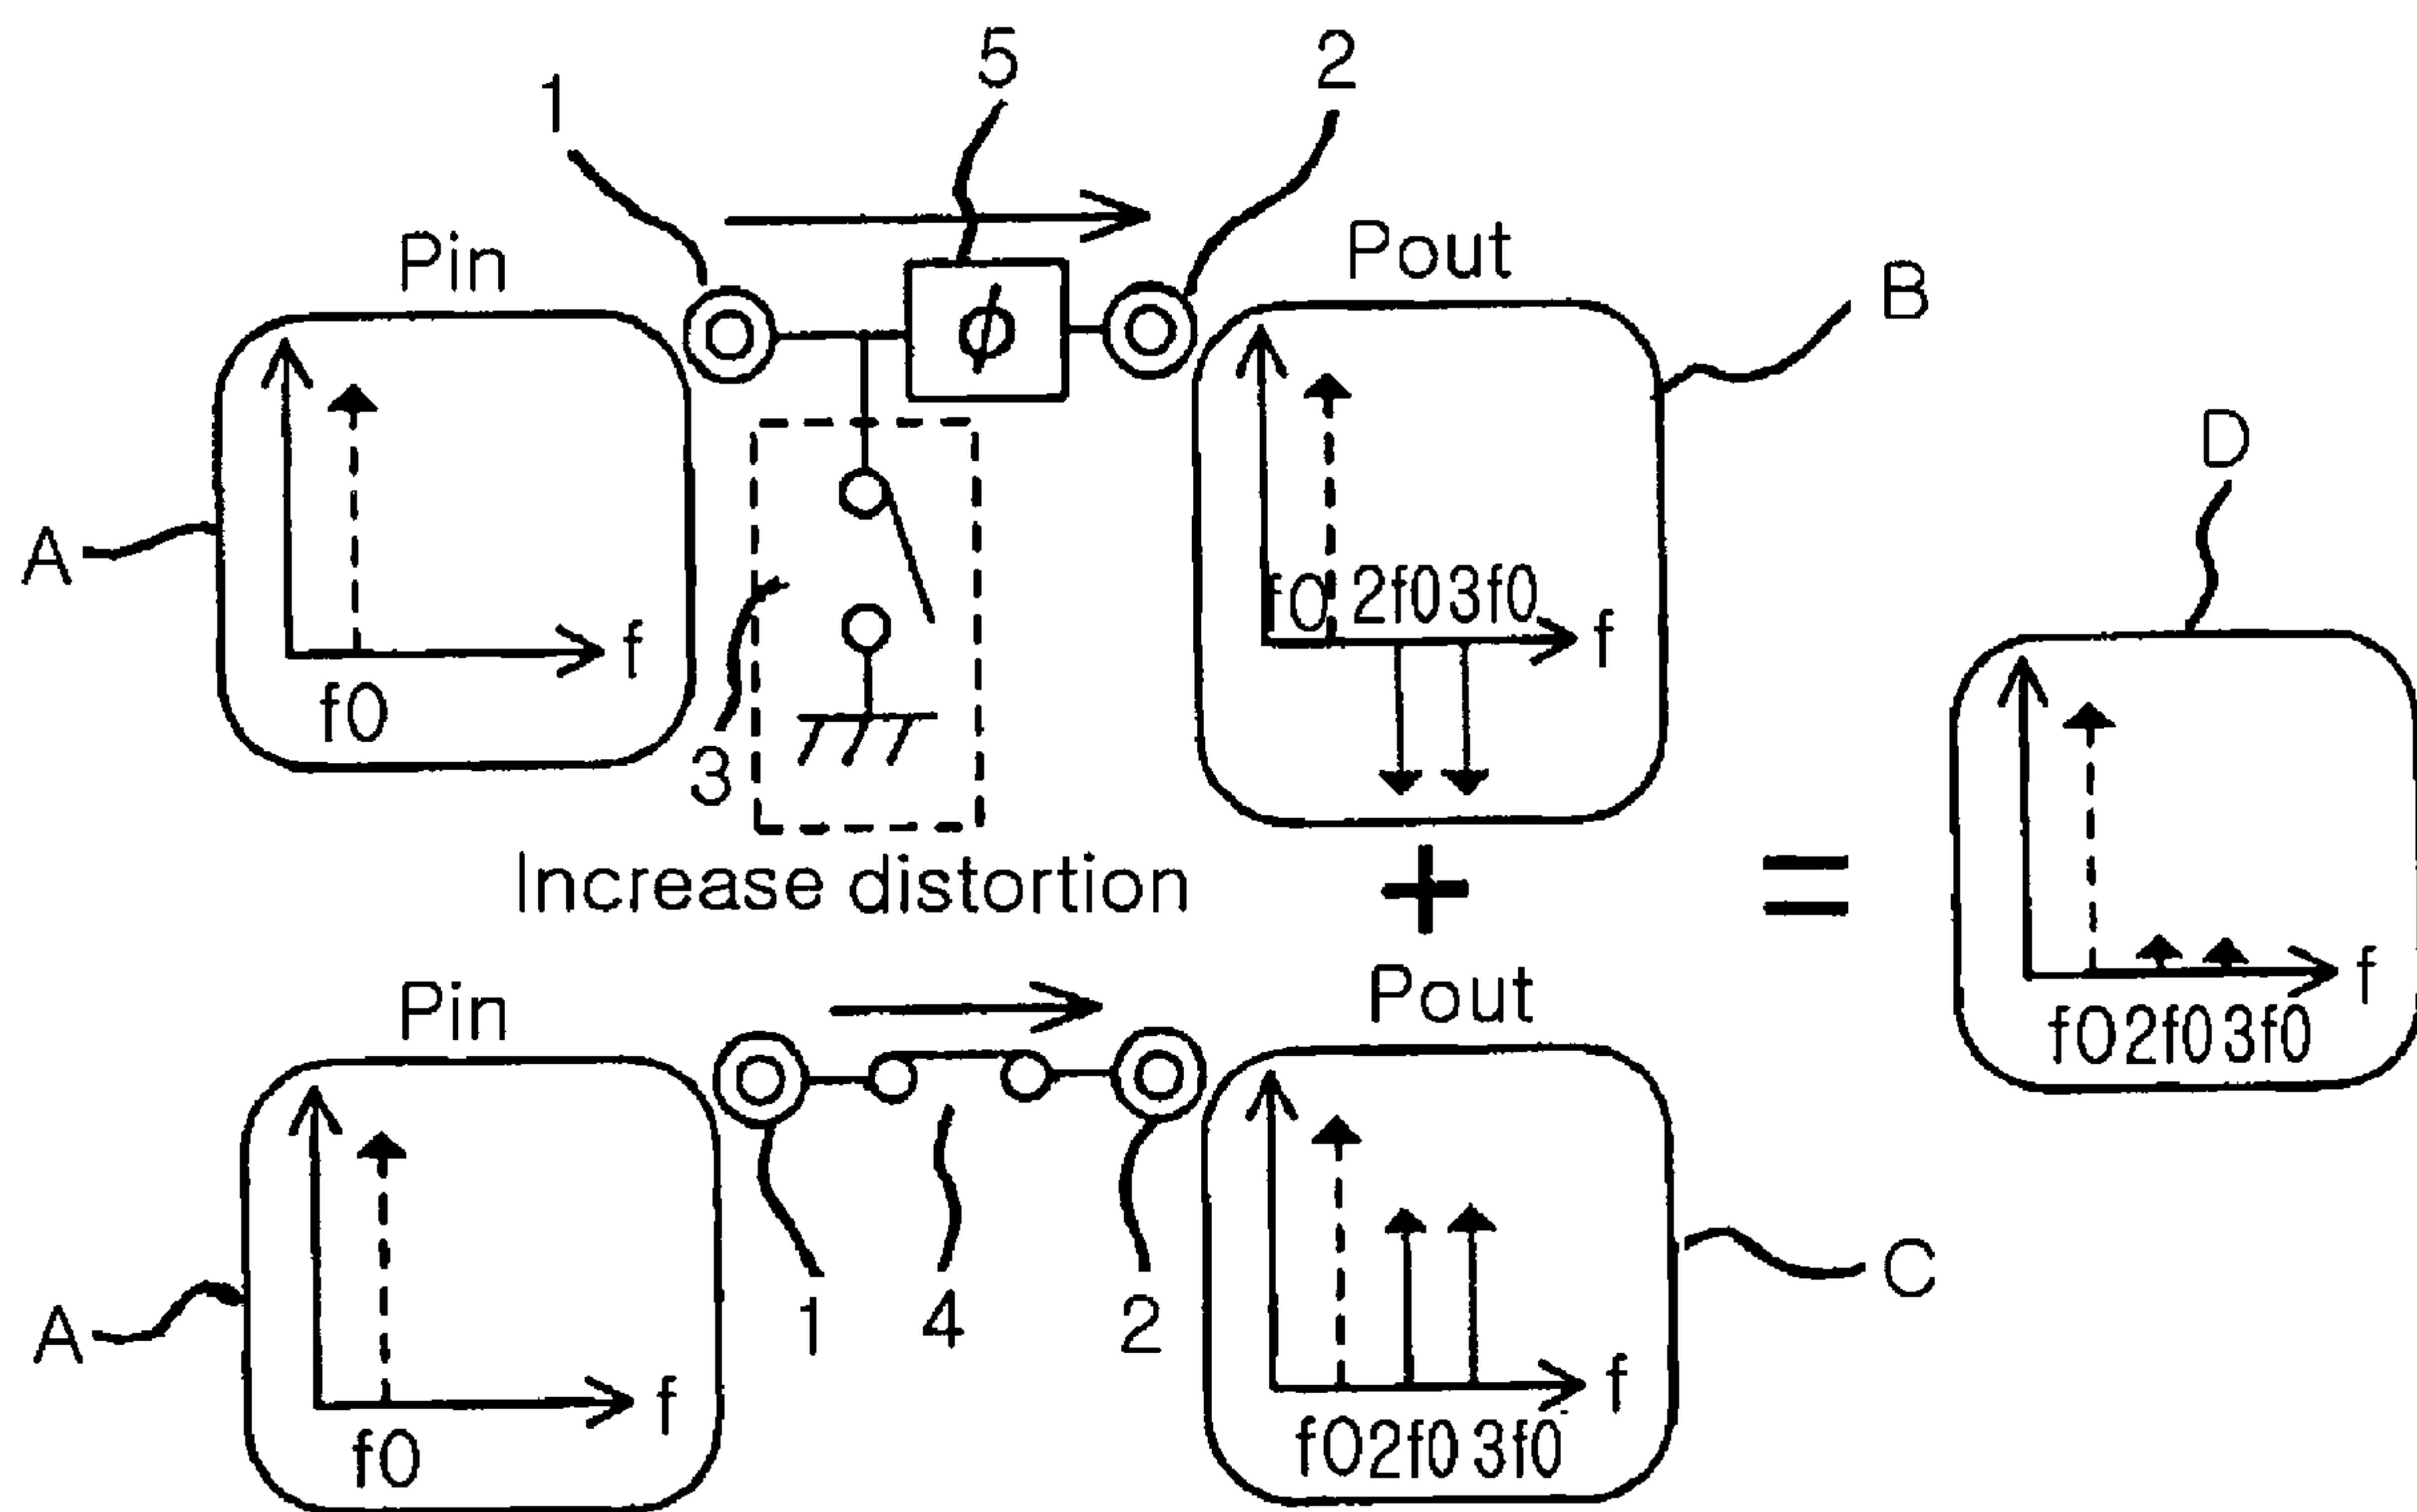 5
2
1
Pin
Pout
B
ϕ
D
A
f0 2f0 3f0
f
f
f0
3
Increase distortion
+
=
Pin
Pout
f
f0 2f0 3f0
A
1
4
2
C
f
f
f0
f0 2f0 3f0